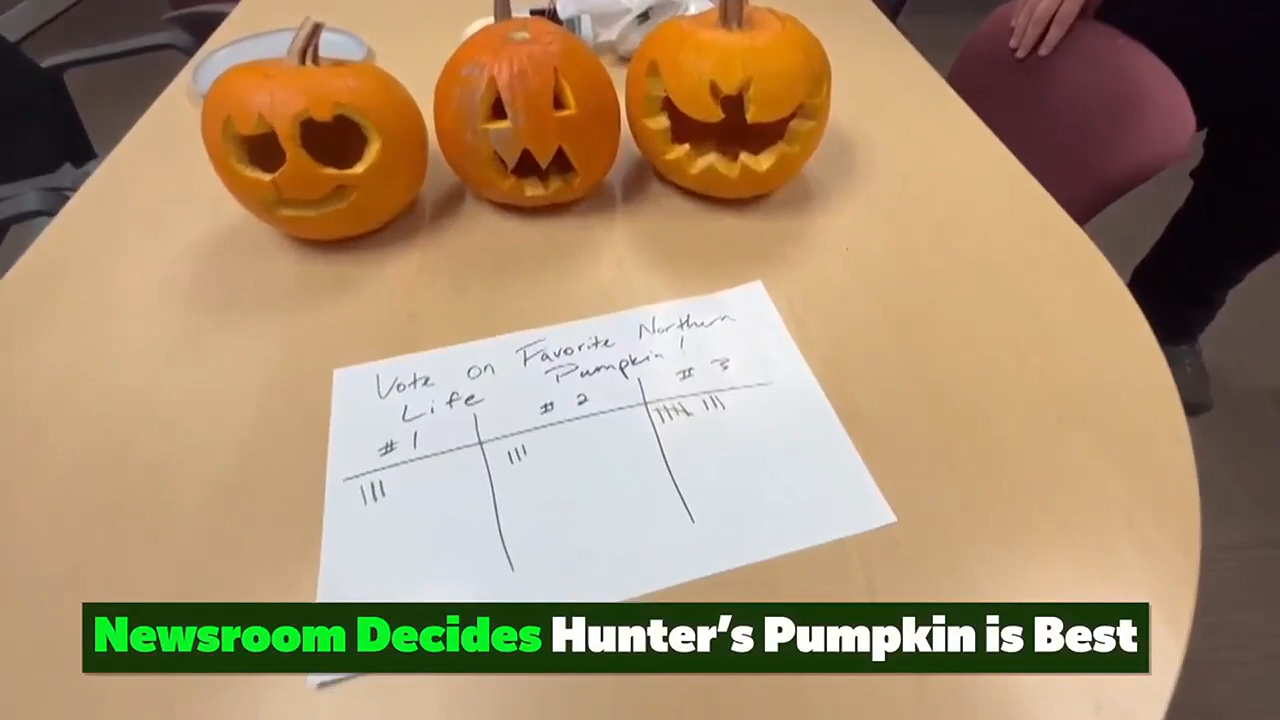 Vote on Favorite Northern
Life Pumpkin!
#1 #2 #3
Newsroom Decides Hunter's Pumpkin is Best